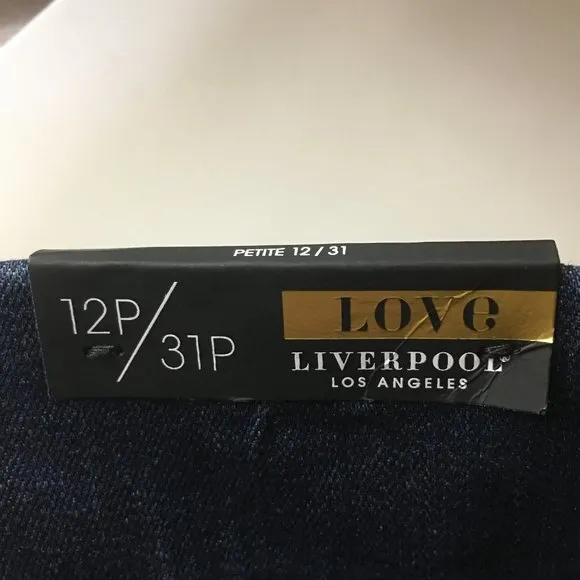 PETITE 12 / 31
12P/31P
LOVe
LIVERPOOL®
LOS ANGELES